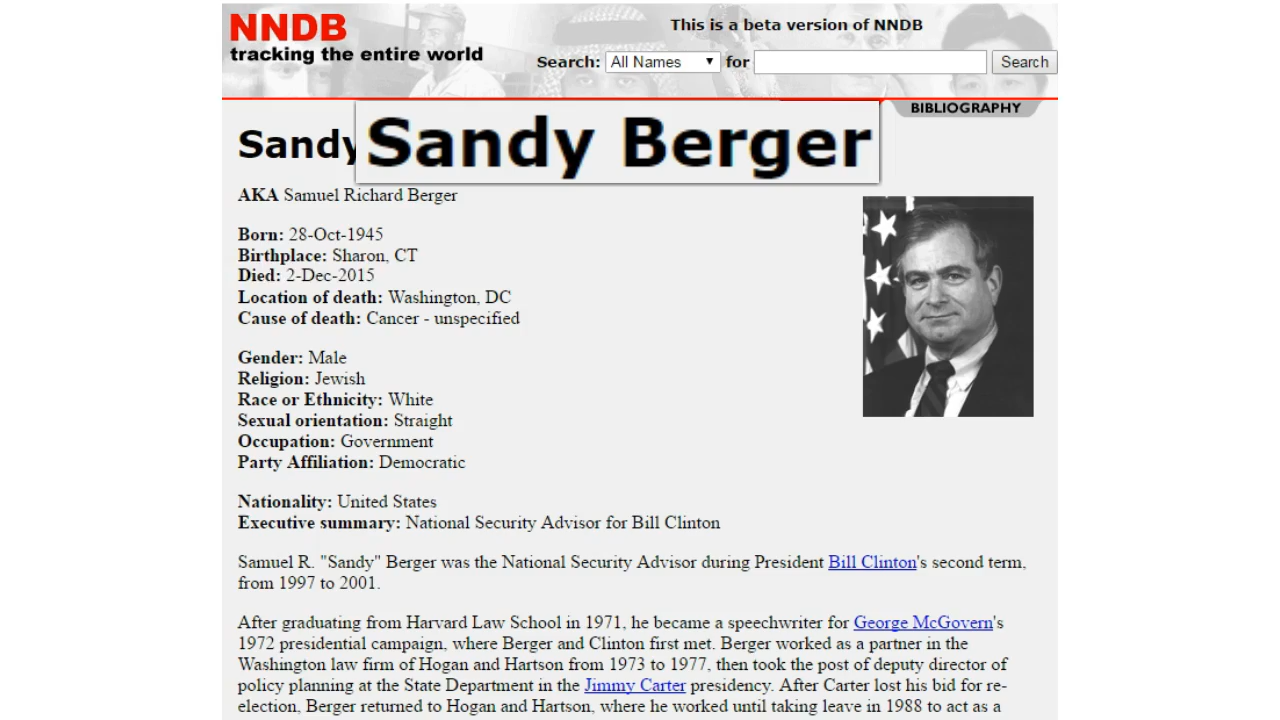 NNDB
This is a beta version of NNDB
tracking the entire world
Search: All Names ▼ for Search
BIBLIOGRAPHY
Sandy Sandy Berger
AKA Samuel Richard Berger
Born: 28-Oct-1945
Birthplace: Sharon, CT
Died: 2-Dec-2015
Location of death: Washington, DC
Cause of death: Cancer - unspecified
Gender: Male
Religion: Jewish
Race or Ethnicity: White
Sexual orientation: Straight
Occupation: Government
Party Affiliation: Democratic
Nationality: United States
Executive summary: National Security Advisor for Bill Clinton
Samuel R. "Sandy" Berger was the National Security Advisor during President Bill Clinton's second term,
from 1997 to 2001.
After graduating from Harvard Law School in 1971, he became a speechwriter for George McGovern's
1972 presidential campaign, where Berger and Clinton first met. Berger worked as a partner in the
Washington law firm of Hogan and Hartson from 1973 to 1977, then took the post of deputy director of
policy planning at the State Department in the Jimmy Carter presidency. After Carter lost his bid for re-
election, Berger returned to Hogan and Hartson, where he worked until taking leave in 1988 to act as a